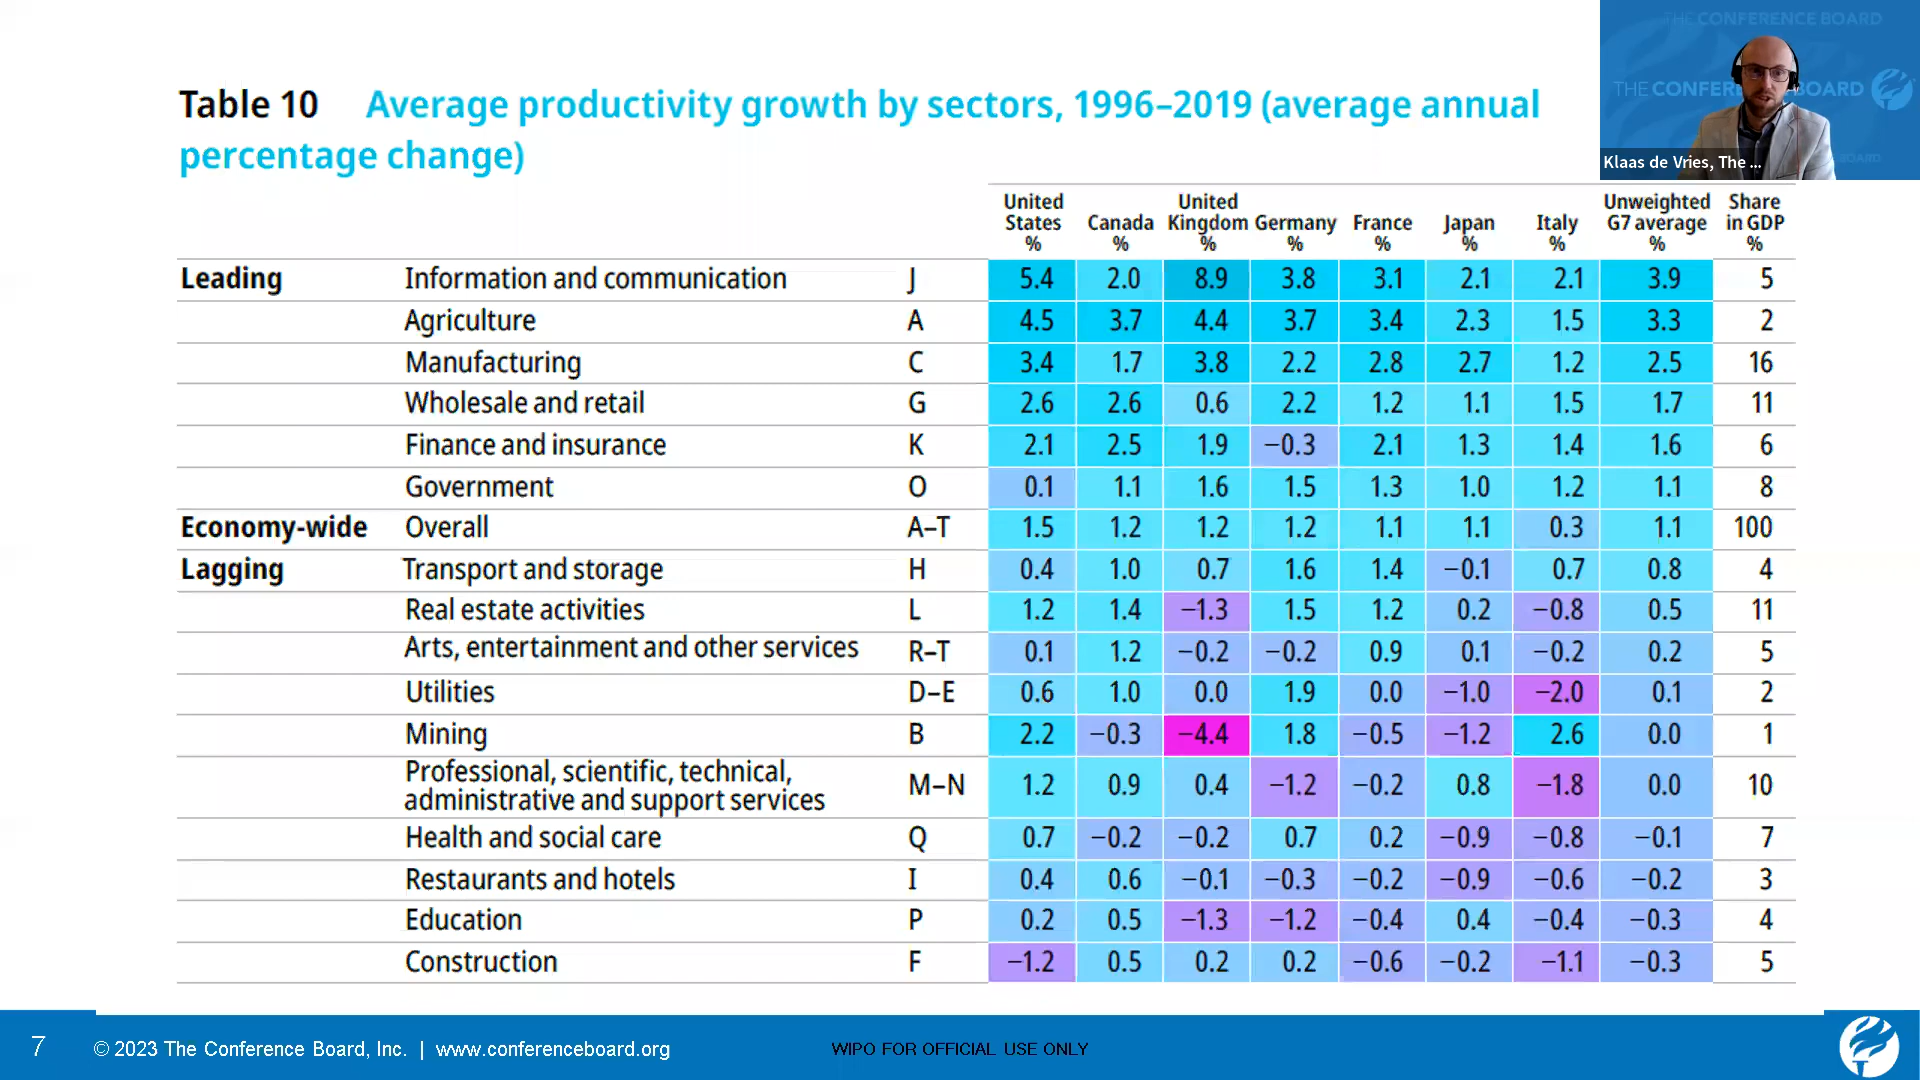 THE CONFERENCE BOARD
THE CONFERENCE BOARD
Klaas de Vries, The ...
Table 10 Average productivity growth by sectors, 1996–2019 (average annual
percentage change)
United States % Canada % United Kingdom % Germany % France % Japan % Italy % Unweighted G7 average % Share in GDP %
Leading Information and communication J 5.4 2.0 8.9 3.8 3.1 2.1 2.1 3.9 5
Agriculture A 4.5 3.7 4.4 3.7 3.4 2.3 1.5 3.3 2
Manufacturing C 3.4 1.7 3.8 2.2 2.8 2.7 1.2 2.5 16
Wholesale and retail G 2.6 2.6 0.6 2.2 1.2 1.1 1.5 1.7 11
Finance and insurance K 2.1 2.5 1.9 −0.3 2.1 1.3 1.4 1.6 6
Government O 0.1 1.1 1.6 1.5 1.3 1.0 1.2 1.1 8
Economy-wide Overall A–T 1.5 1.2 1.2 1.2 1.1 1.1 0.3 1.1 100
Lagging Transport and storage H 0.4 1.0 0.7 1.6 1.4 −0.1 0.7 0.8 4
Real estate activities L 1.2 1.4 −1.3 1.5 1.2 0.2 −0.8 0.5 11
Arts, entertainment and other services R–T 0.1 1.2 −0.2 −0.2 0.9 0.1 −0.2 0.2 5
Utilities D–E 0.6 1.0 0.0 1.9 0.0 −1.0 −2.0 0.1 2
Mining B 2.2 −0.3 −4.4 1.8 −0.5 −1.2 2.6 0.0 1
Professional, scientific, technical,
administrative and support services M–N 1.2 0.9 0.4 −1.2 −0.2 0.8 −1.8 0.0 10
Health and social care Q 0.7 −0.2 −0.2 0.7 0.2 −0.9 −0.8 −0.1 7
Restaurants and hotels I 0.4 0.6 −0.1 −0.3 −0.2 −0.9 −0.6 −0.2 3
Education P 0.2 0.5 −1.3 −1.2 −0.4 0.4 −0.4 −0.3 4
Construction F −1.2 0.5 0.2 0.2 −0.6 −0.2 −1.1 −0.3 5
7 © 2023 The Conference Board, Inc. | www.conferenceboard.org WIPO FOR OFFICIAL USE ONLY